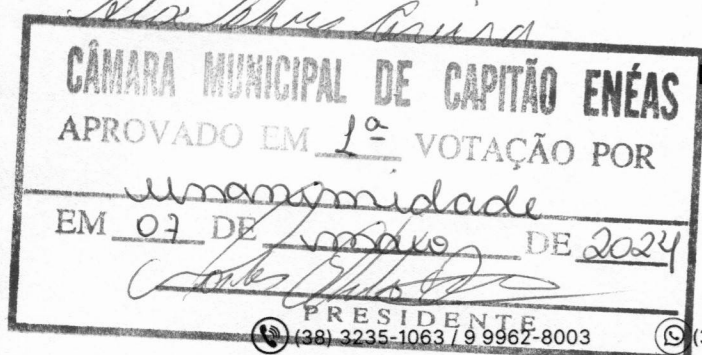 CÂMARA MUNICIPAL DE CAPITÃO ENÉAS
APROVADO EM 1ª VOTAÇÃO POR
unanimidade
EM 07 DE maio DE 2024
PRESIDENTE
(38) 3235-1063 / 9 9962-8003 (3